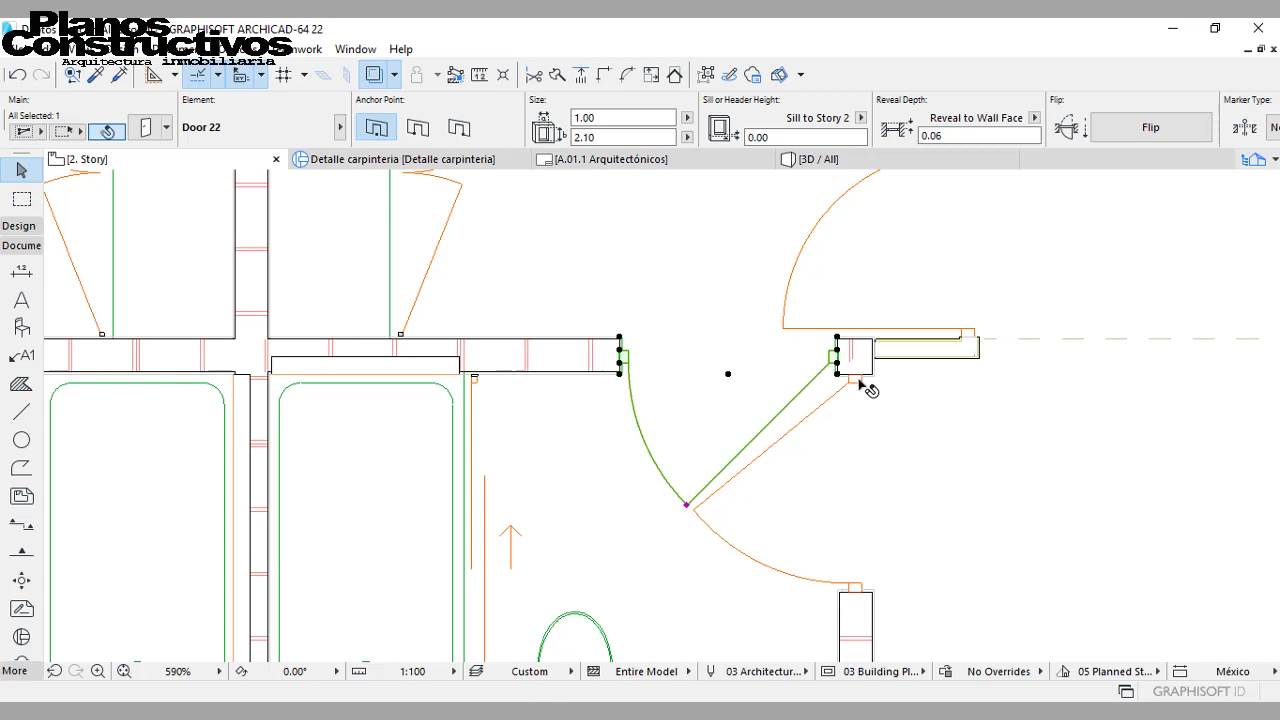 Planos
Constructivos
Arquitectura inmobiliaria
GRAPHISOFT ARCHICAD-64 22
Window Help
Main:
All Selected: 1
Element:
Door 22
Anchor Point:
Size:
1.00
2.10
Sill or Header Height:
Sill to Story 2
0.00
Reveal Depth:
Reveal to Wall Face
0.06
Flip:
Flip
Marker Type:
[2. Story]
Detalle carpinteria [Detalle carpinteria]
[A.01.1 Arquitectónicos]
[3D / All]
Design
Docume
1.2
A
A1
More
590%
0.00°
1:100
Custom
Entire Model
03 Architectur...
03 Building Pl...
No Overrides
05 Planned St...
México
GRAPHISOFT ID